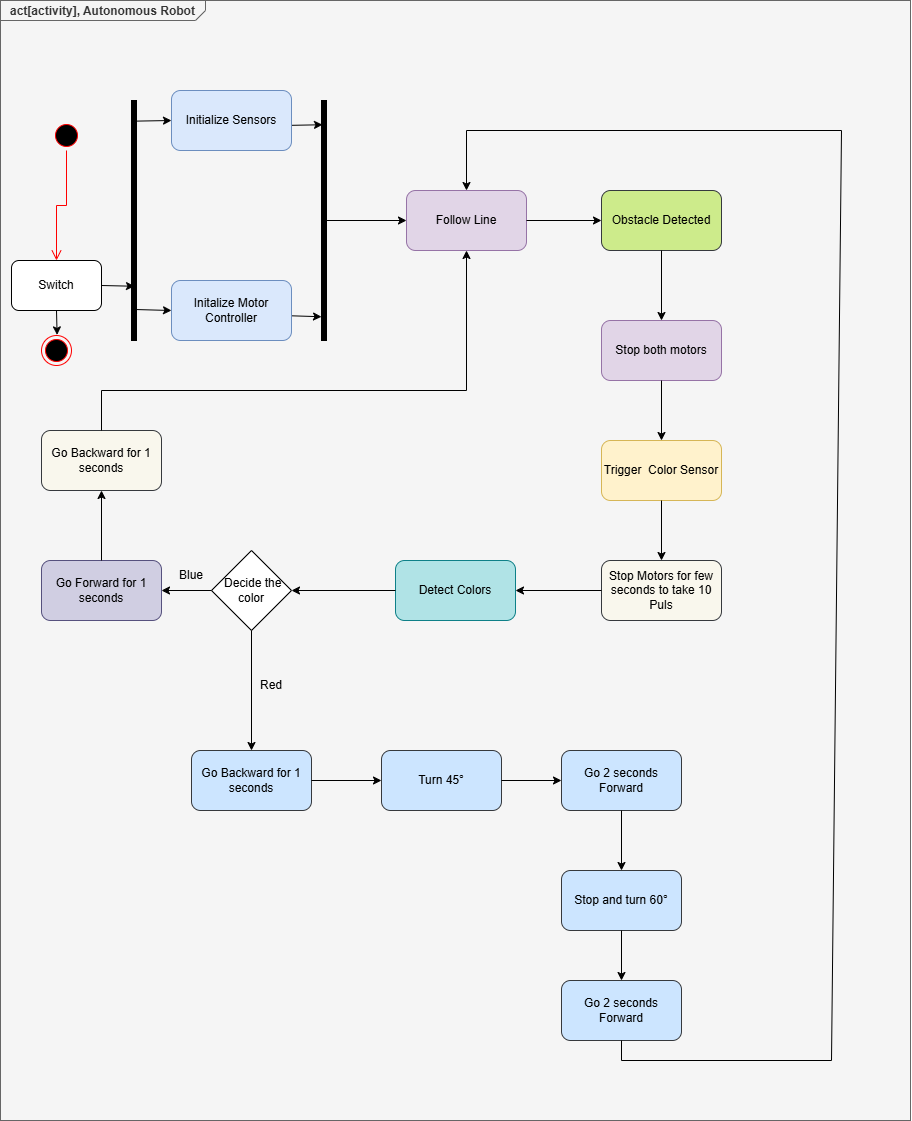 act[activity], Autonomous Robot
Initialize Sensors
Switch
Initalize Motor
Controller
Follow Line
Obstacle Detected
Stop both motors
Trigger  Color Sensor
Stop Motors for few
seconds to take 10
Puls
Detect Colors
Decide the
color
Blue
Go Forward for 1
seconds
Go Backward for 1
seconds
Red
Go Backward for 1
seconds
Turn 45°
Go 2 seconds
Forward
Stop and turn 60°
Go 2 seconds
Forward